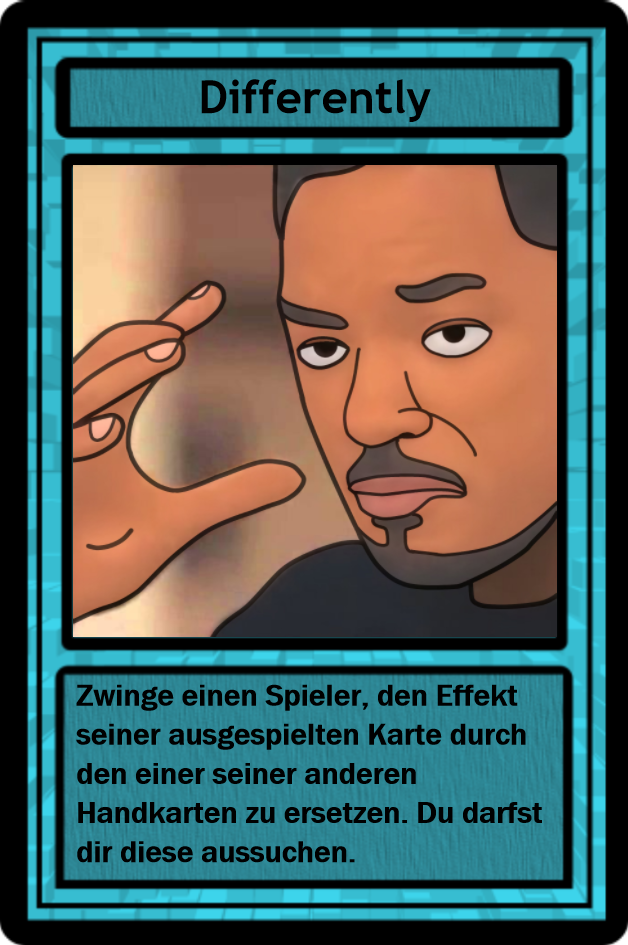 Differently
Zwinge einen Spieler, den Effekt
seiner ausgespielten Karte durch
den einer seiner anderen
Handkarten zu ersetzen. Du darfst
dir diese aussuchen.